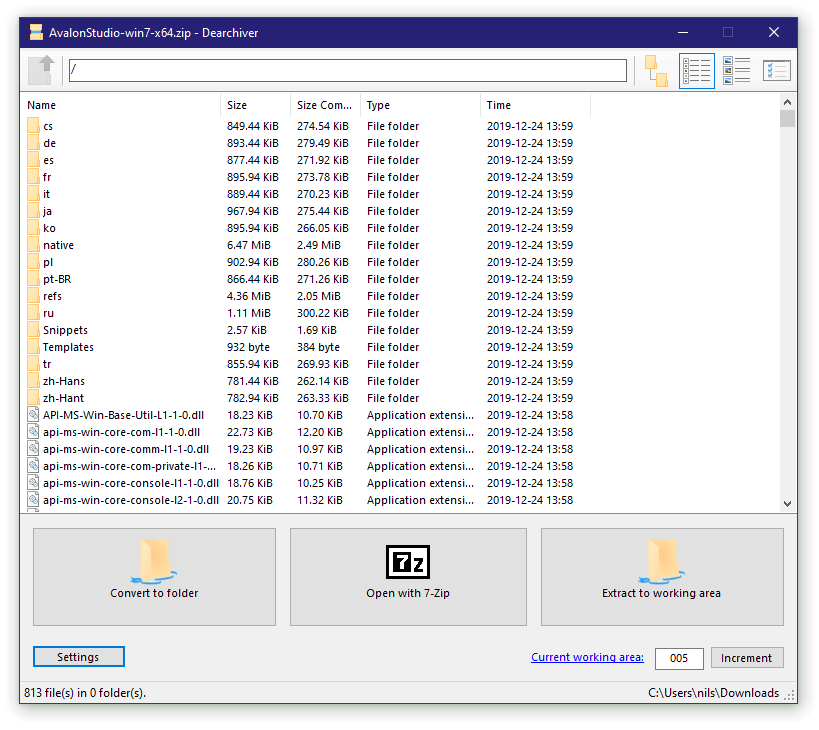 AvalonStudio-win7-x64.zip - Dearchiver
/
Name Size Size Com... Type Time
cs 849.44 KiB 274.54 KiB File folder 2019-12-24 13:59
de 893.44 KiB 279.49 KiB File folder 2019-12-24 13:59
es 877.44 KiB 271.92 KiB File folder 2019-12-24 13:59
fr 895.94 KiB 273.78 KiB File folder 2019-12-24 13:59
it 889.44 KiB 270.23 KiB File folder 2019-12-24 13:59
ja 967.94 KiB 275.44 KiB File folder 2019-12-24 13:59
ko 895.94 KiB 266.05 KiB File folder 2019-12-24 13:59
native 6.47 MiB 2.49 MiB File folder 2019-12-24 13:59
pl 902.94 KiB 280.26 KiB File folder 2019-12-24 13:59
pt-BR 866.44 KiB 271.26 KiB File folder 2019-12-24 13:59
refs 4.36 MiB 2.05 MiB File folder 2019-12-24 13:59
ru 1.11 MiB 300.22 KiB File folder 2019-12-24 13:59
Snippets 2.57 KiB 1.69 KiB File folder 2019-12-24 13:59
Templates 932 byte 384 byte File folder 2019-12-24 13:59
tr 855.94 KiB 269.93 KiB File folder 2019-12-24 13:59
zh-Hans 781.44 KiB 262.14 KiB File folder 2019-12-24 13:59
zh-Hant 782.94 KiB 263.33 KiB File folder 2019-12-24 13:59
API-MS-Win-Base-Util-L1-1-0.dll 18.23 KiB 10.70 KiB Application extensi... 2019-12-24 13:58
api-ms-win-core-com-l1-1-0.dll 22.73 KiB 12.20 KiB Application extensi... 2019-12-24 13:58
api-ms-win-core-comm-l1-1-0.dll 19.23 KiB 10.97 KiB Application extensi... 2019-12-24 13:58
api-ms-win-core-com-private-l1-... 18.26 KiB 10.71 KiB Application extensi... 2019-12-24 13:58
api-ms-win-core-console-l1-1-0.dll 18.76 KiB 10.25 KiB Application extensi... 2019-12-24 13:58
api-ms-win-core-console-l2-1-0.dll 20.75 KiB 11.32 KiB Application extensi... 2019-12-24 13:58
7z
Convert to folder Open with 7-Zip Extract to working area
Settings Current working area: 005 Increment
813 file(s) in 0 folder(s). C:\Users\nils\Downloads